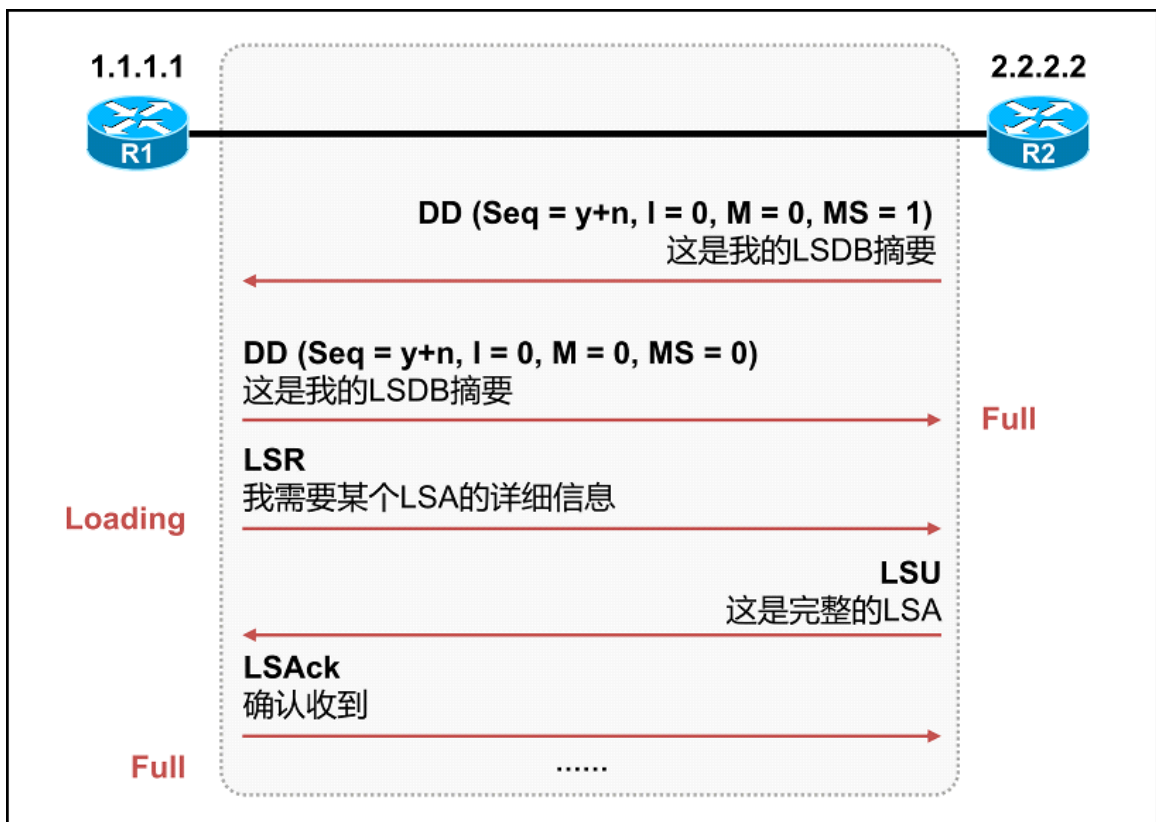 1.1.1.1
2.2.2.2
R1
R2
DD (Seq = y+n, I = 0, M = 0, MS = 1)
这是我的LSDB摘要
DD (Seq = y+n, I = 0, M = 0, MS = 0)
这是我的LSDB摘要
Full
LSR
我需要某个LSA的详细信息
Loading
LSU
这是完整的LSA
LSAck
确认收到
Full
......